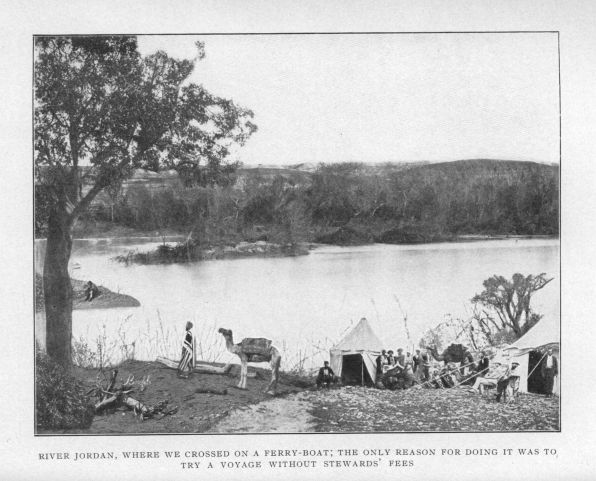 RIVER JORDAN, WHERE WE CROSSED ON A FERRY-BOAT; THE ONLY REASON FOR DOING IT WAS TO
TRY A VOYAGE WITHOUT STEWARDS' FEES